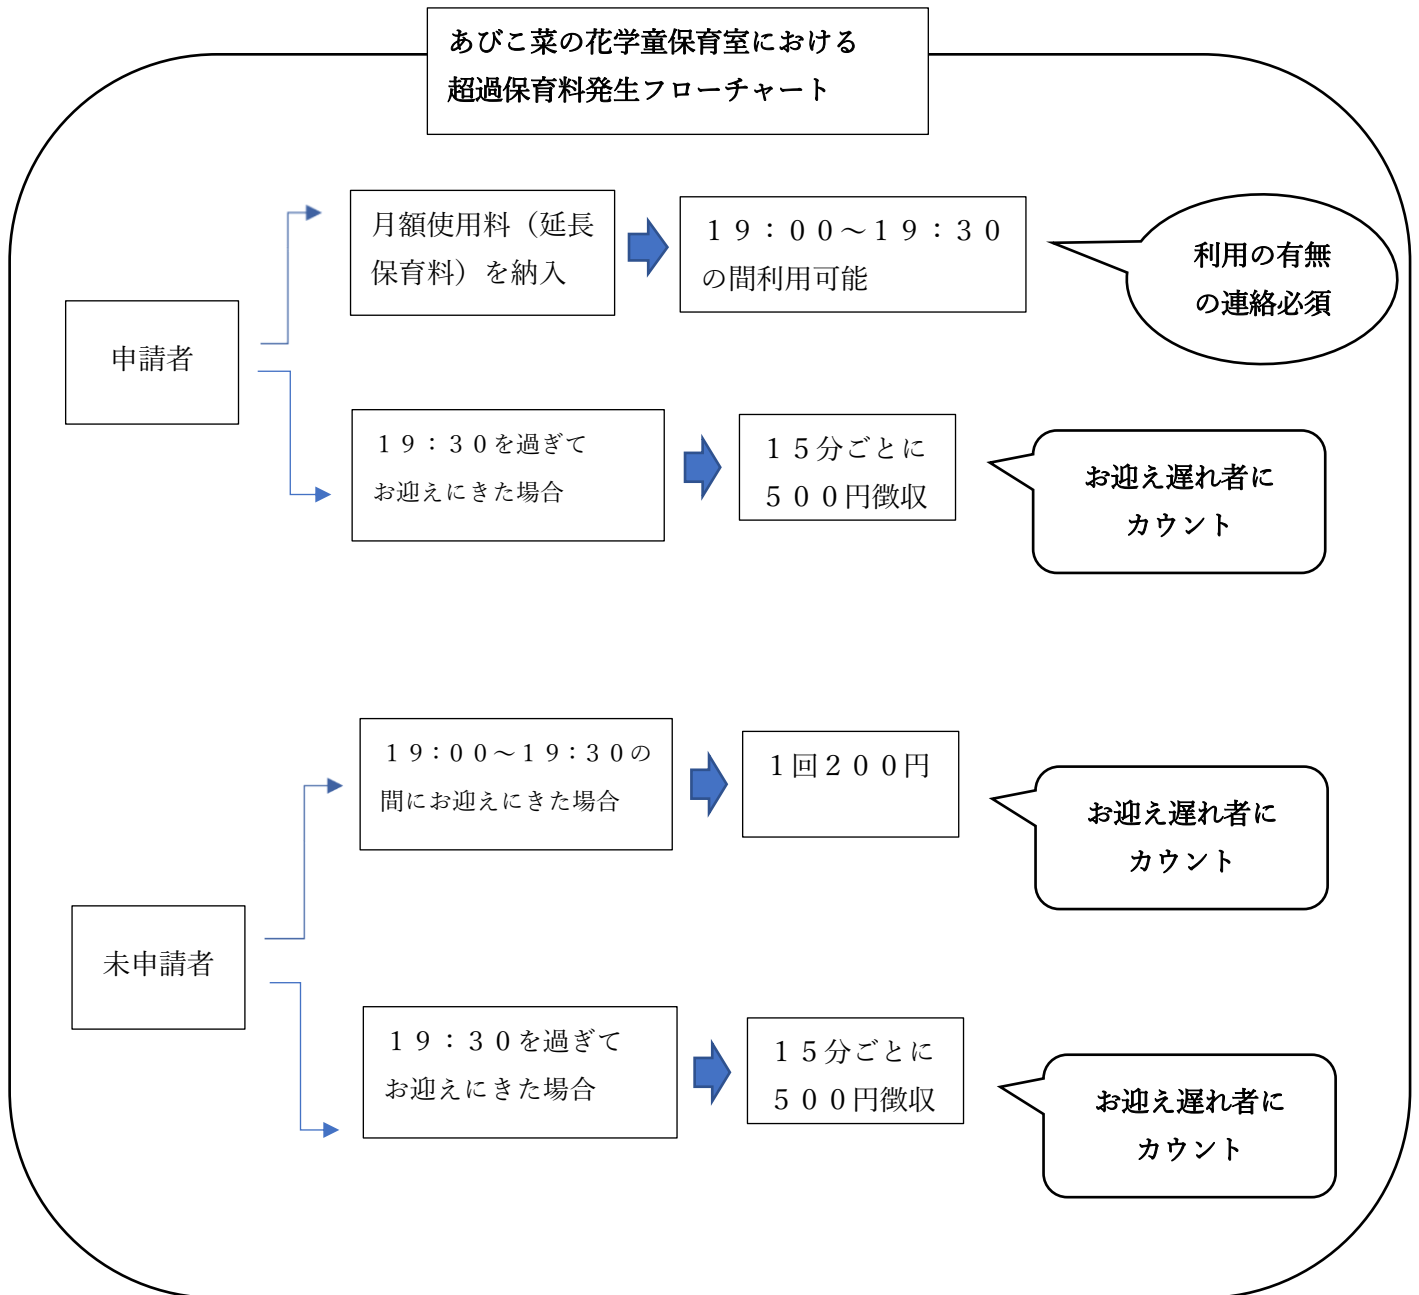 あびこ菜の花学童保育室における
超過保育料発生フローチャート
申請者
月額使用料（延長
保育料）を納入
１９：００～１９：３０
の間利用可能
利用の有無
の連絡必須
１９：３０を過ぎて
お迎えにきた場合
１５分ごとに
５００円徴収
お迎え遅れ者に
カウント
未申請者
１９：００～１９：３０の
間にお迎えにきた場合
１回２００円
お迎え遅れ者に
カウント
１９：３０を過ぎて
お迎えにきた場合
１５分ごとに
５００円徴収
お迎え遅れ者に
カウント